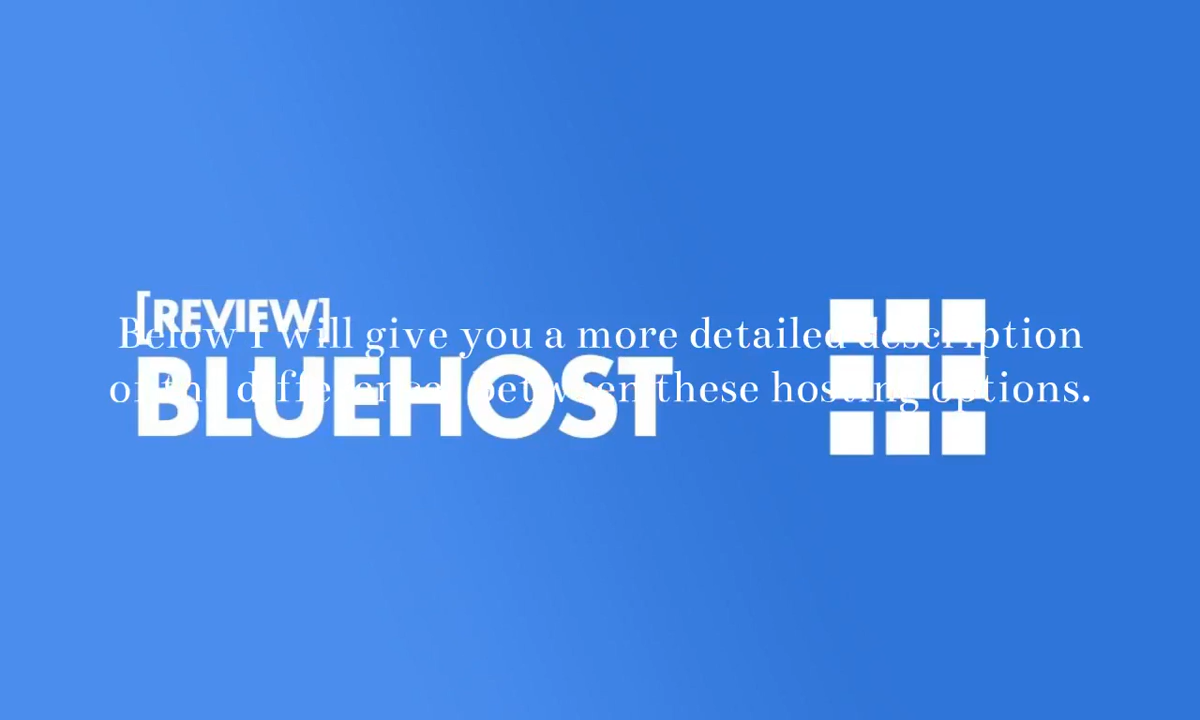 [REVIEW]
BLUEHOST
Below I will give you a more detailed description
of the differences between these hosting options.